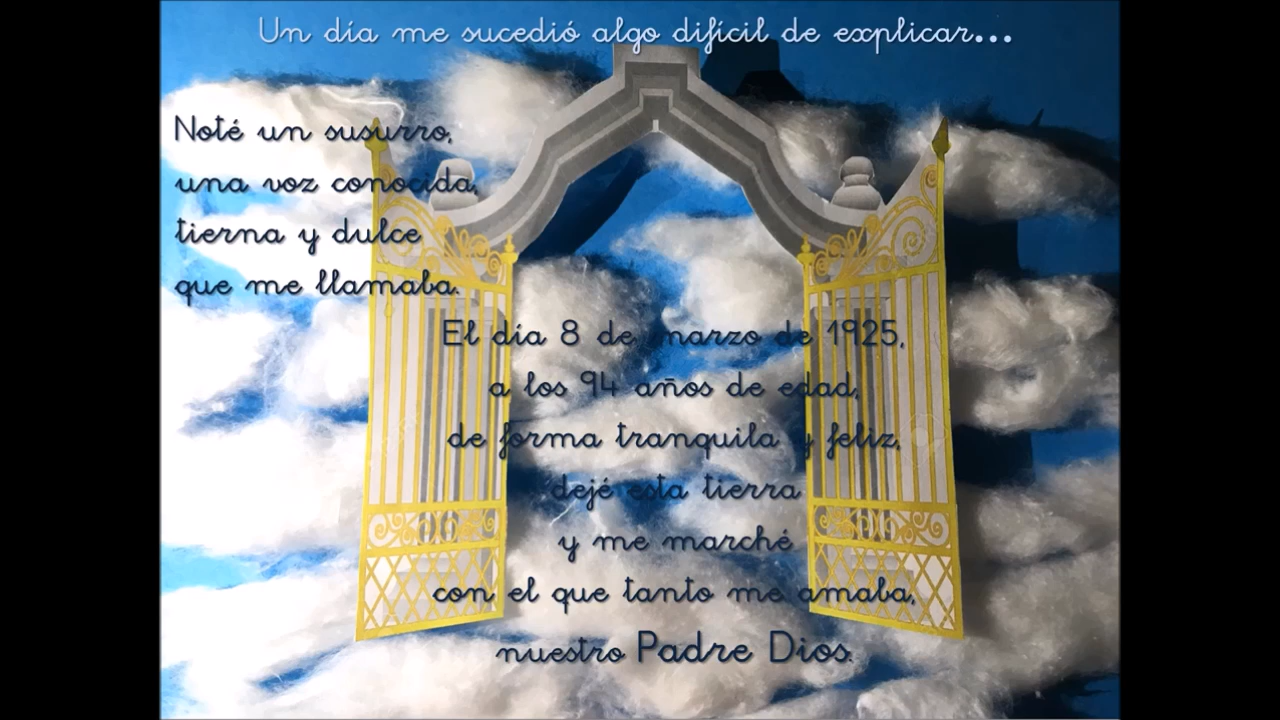 Un día me sucedió algo difícil de explicar...
Noté un susurro,
una voz conocida,
tierna y dulce
que me llamaba.
El día 8 de marzo de 1925,
a los 94 años de edad,
de forma tranquila y feliz,
dejé esta tierra
y me marché
con el que tanto me amaba,
nuestro Padre Dios.